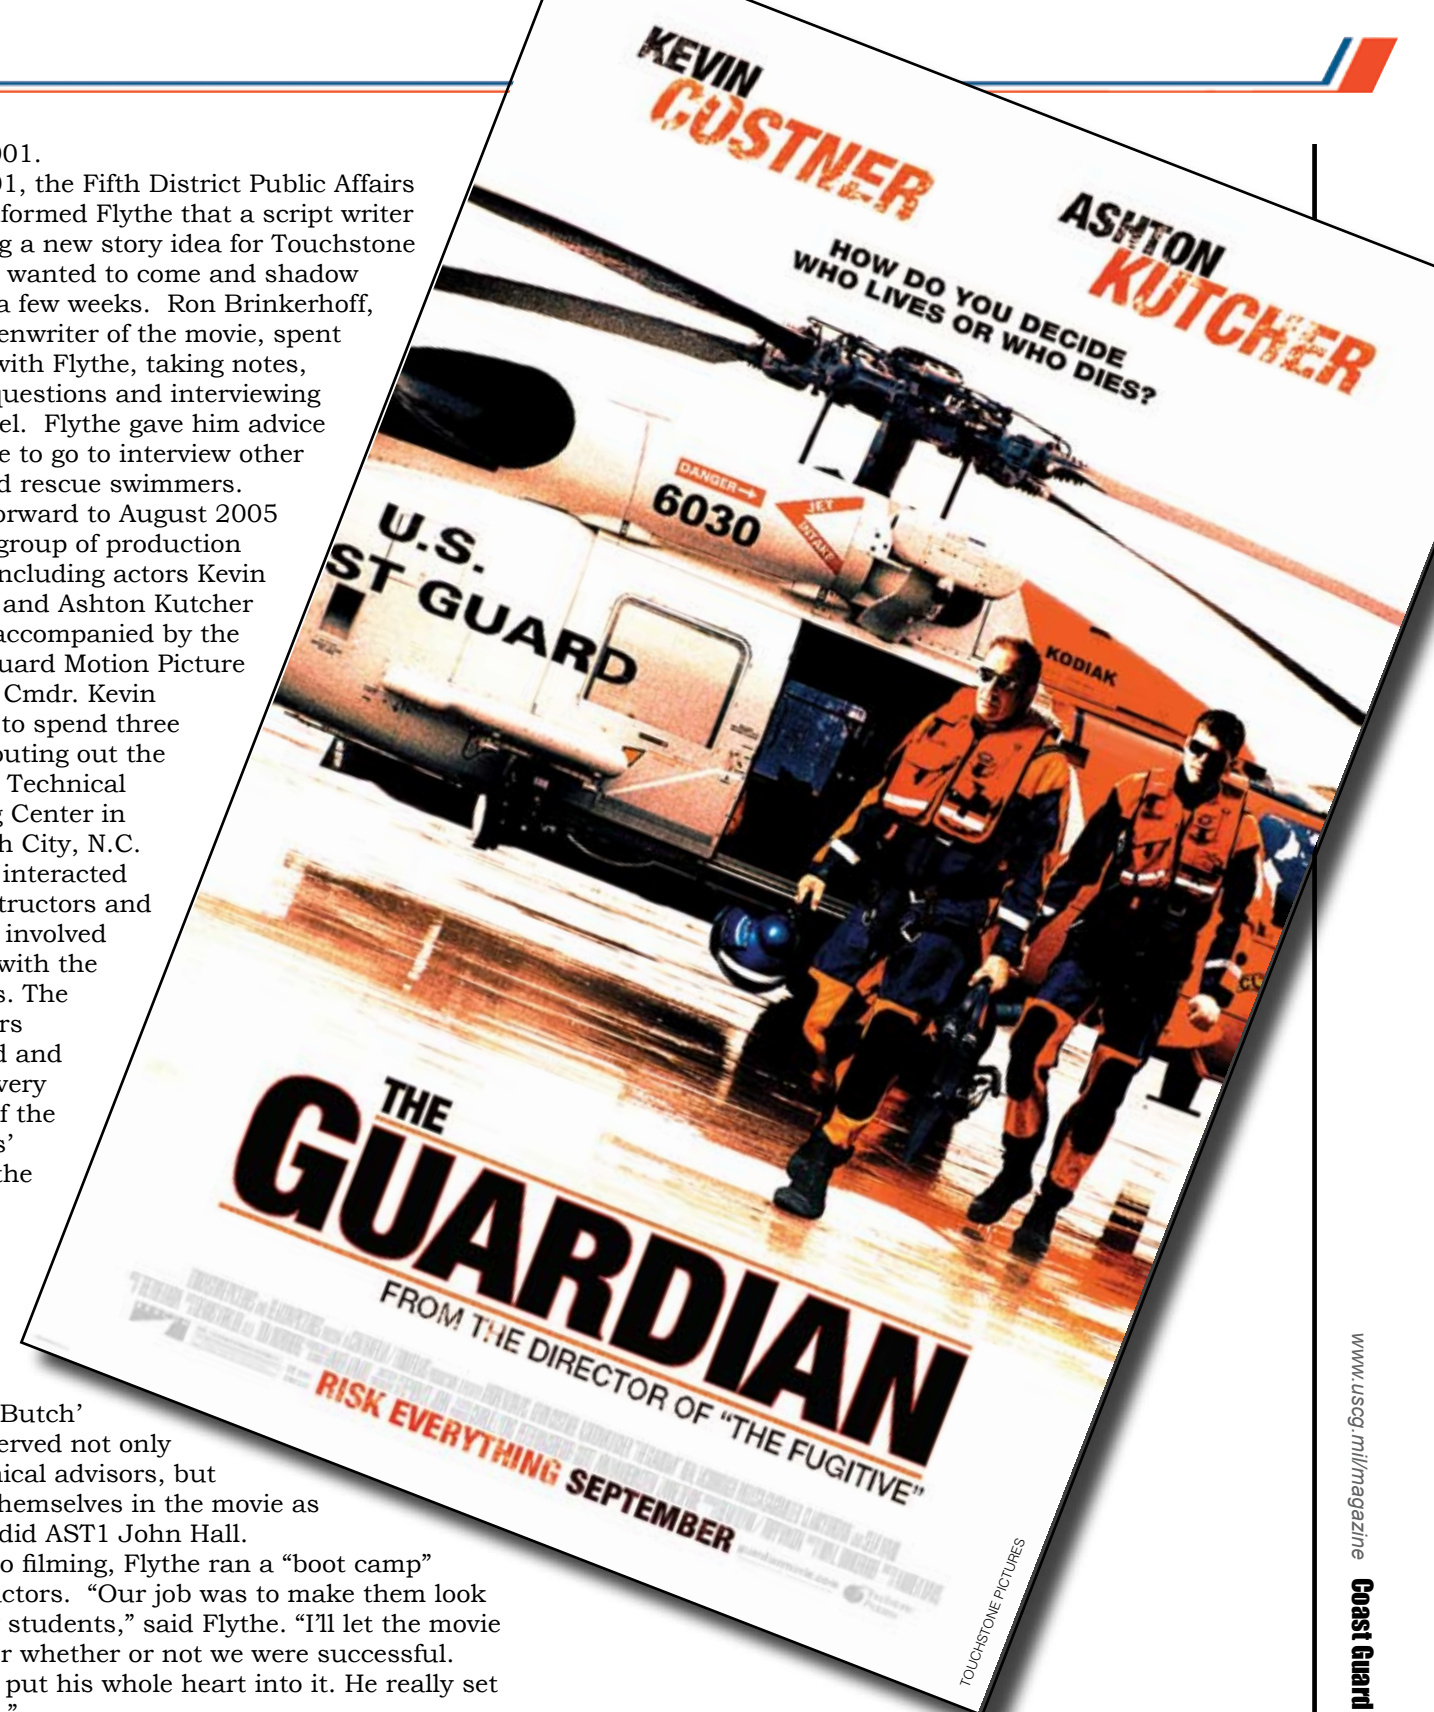 001.
01, the Fifth District Public Affairs
formed Flythe that a script writer
g a new story idea for Touchstone
wanted to come and shadow
a few weeks. Ron Brinkerhoff,
enwriter of the movie, spent
with Flythe, taking notes,
questions and interviewing
el. Flythe gave him advice
e to go to interview other
d rescue swimmers.
orward to August 2005
group of production
including actors Kevin
and Ashton Kutcher
accompanied by the
uard Motion Picture
Cmdr. Kevin
to spend three
outing out the
Technical
g Center in
h City, N.C.
interacted
tructors and
involved
with the
s. The
rs
d and
very
f the
s’
the
Butch’
erved not only
nical advisors, but
hemselves in the movie as
did AST1 John Hall.
o filming, Flythe ran a “boot camp”
actors. “Our job was to make them look
students,” said Flythe. “I’ll let the movie
r whether or not we were successful.
put his whole heart into it. He really set
.”
KEVIN
COSTNER
ASHTON
KUTCHER
HOW DO YOU DECIDE
WHO LIVES OR WHO DIES?
DANGER
6030
JET
INTAKE
U.S.
ST GUARD
KODIAK
THE
GUARDIAN
FROM THE DIRECTOR OF “THE FUGITIVE”
RISK EVERYTHING SEPTEMBER
TOUCHSTONE PICTURES
www.uscg.mil/magazine Coast Guard